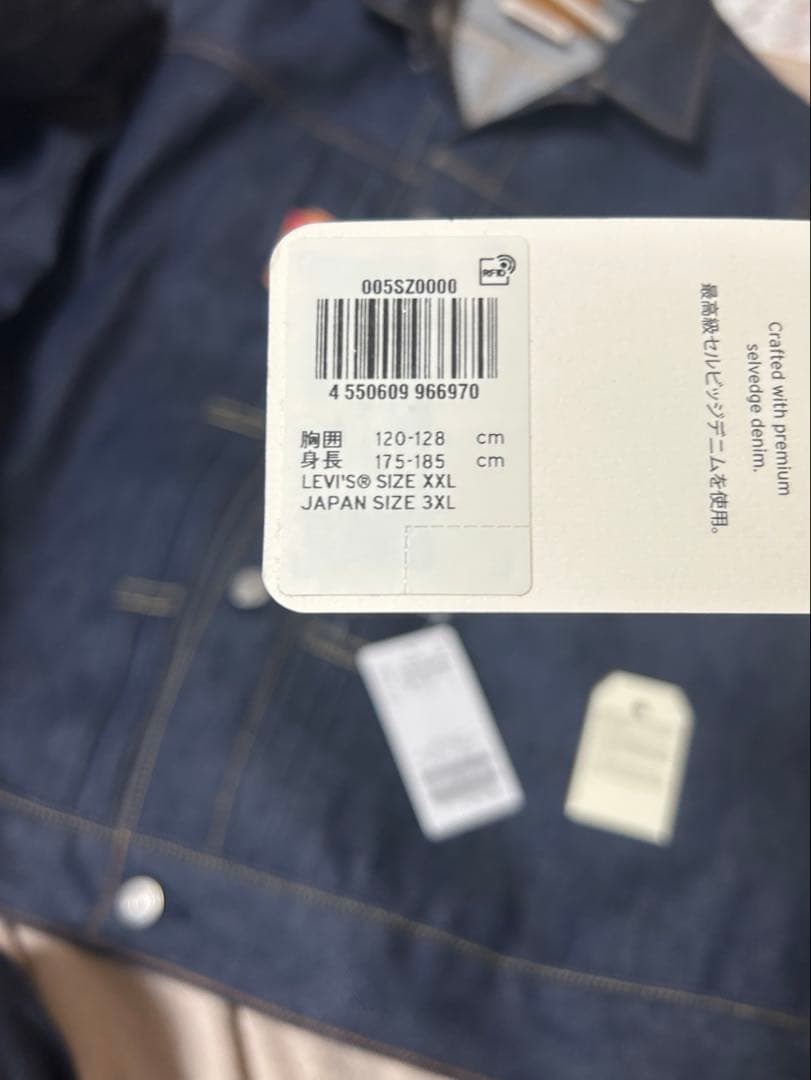 RFID
005SZ0000
4 550609 966970
胸囲 120-128 cm
身長 175-185 cm
LEVI'S® SIZE XXL
JAPAN SIZE 3XL
Crafted with premium
selvedge denim.
最高級セルビッジデニムを使用。